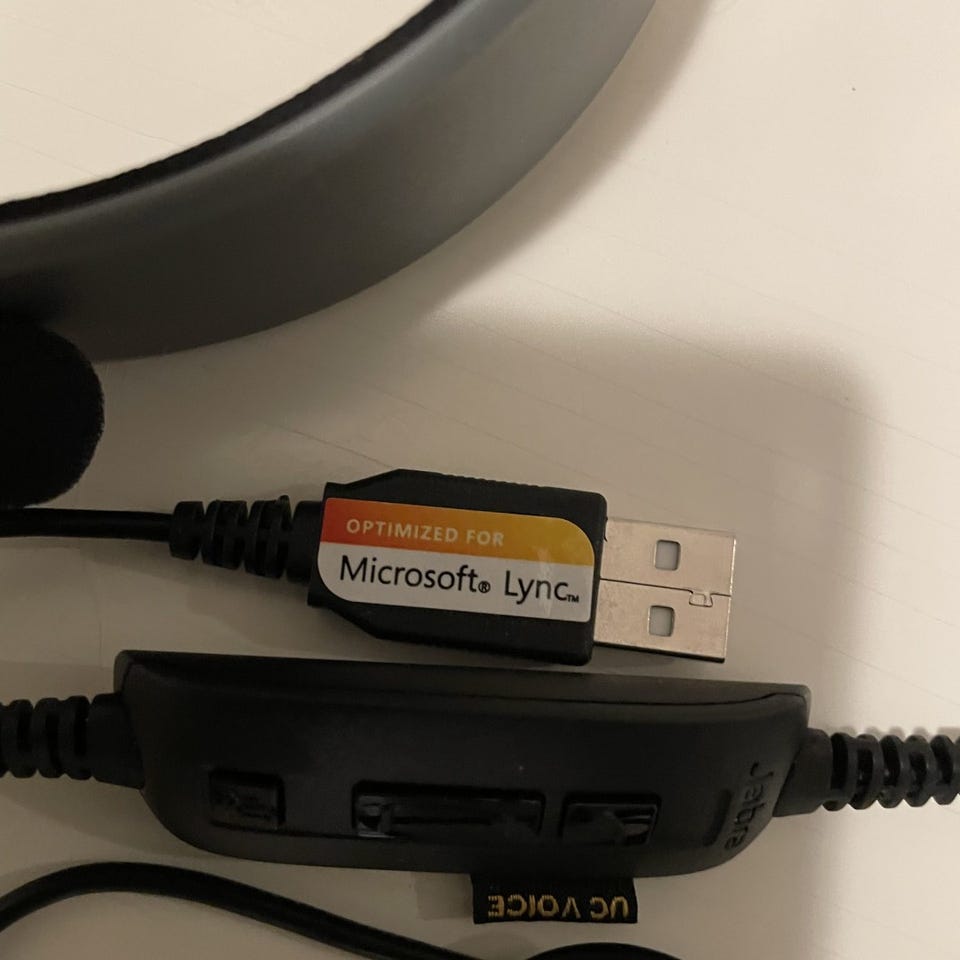 OPTIMIZED FOR
Microsoft® Lync™
Jabra
UC VOICE